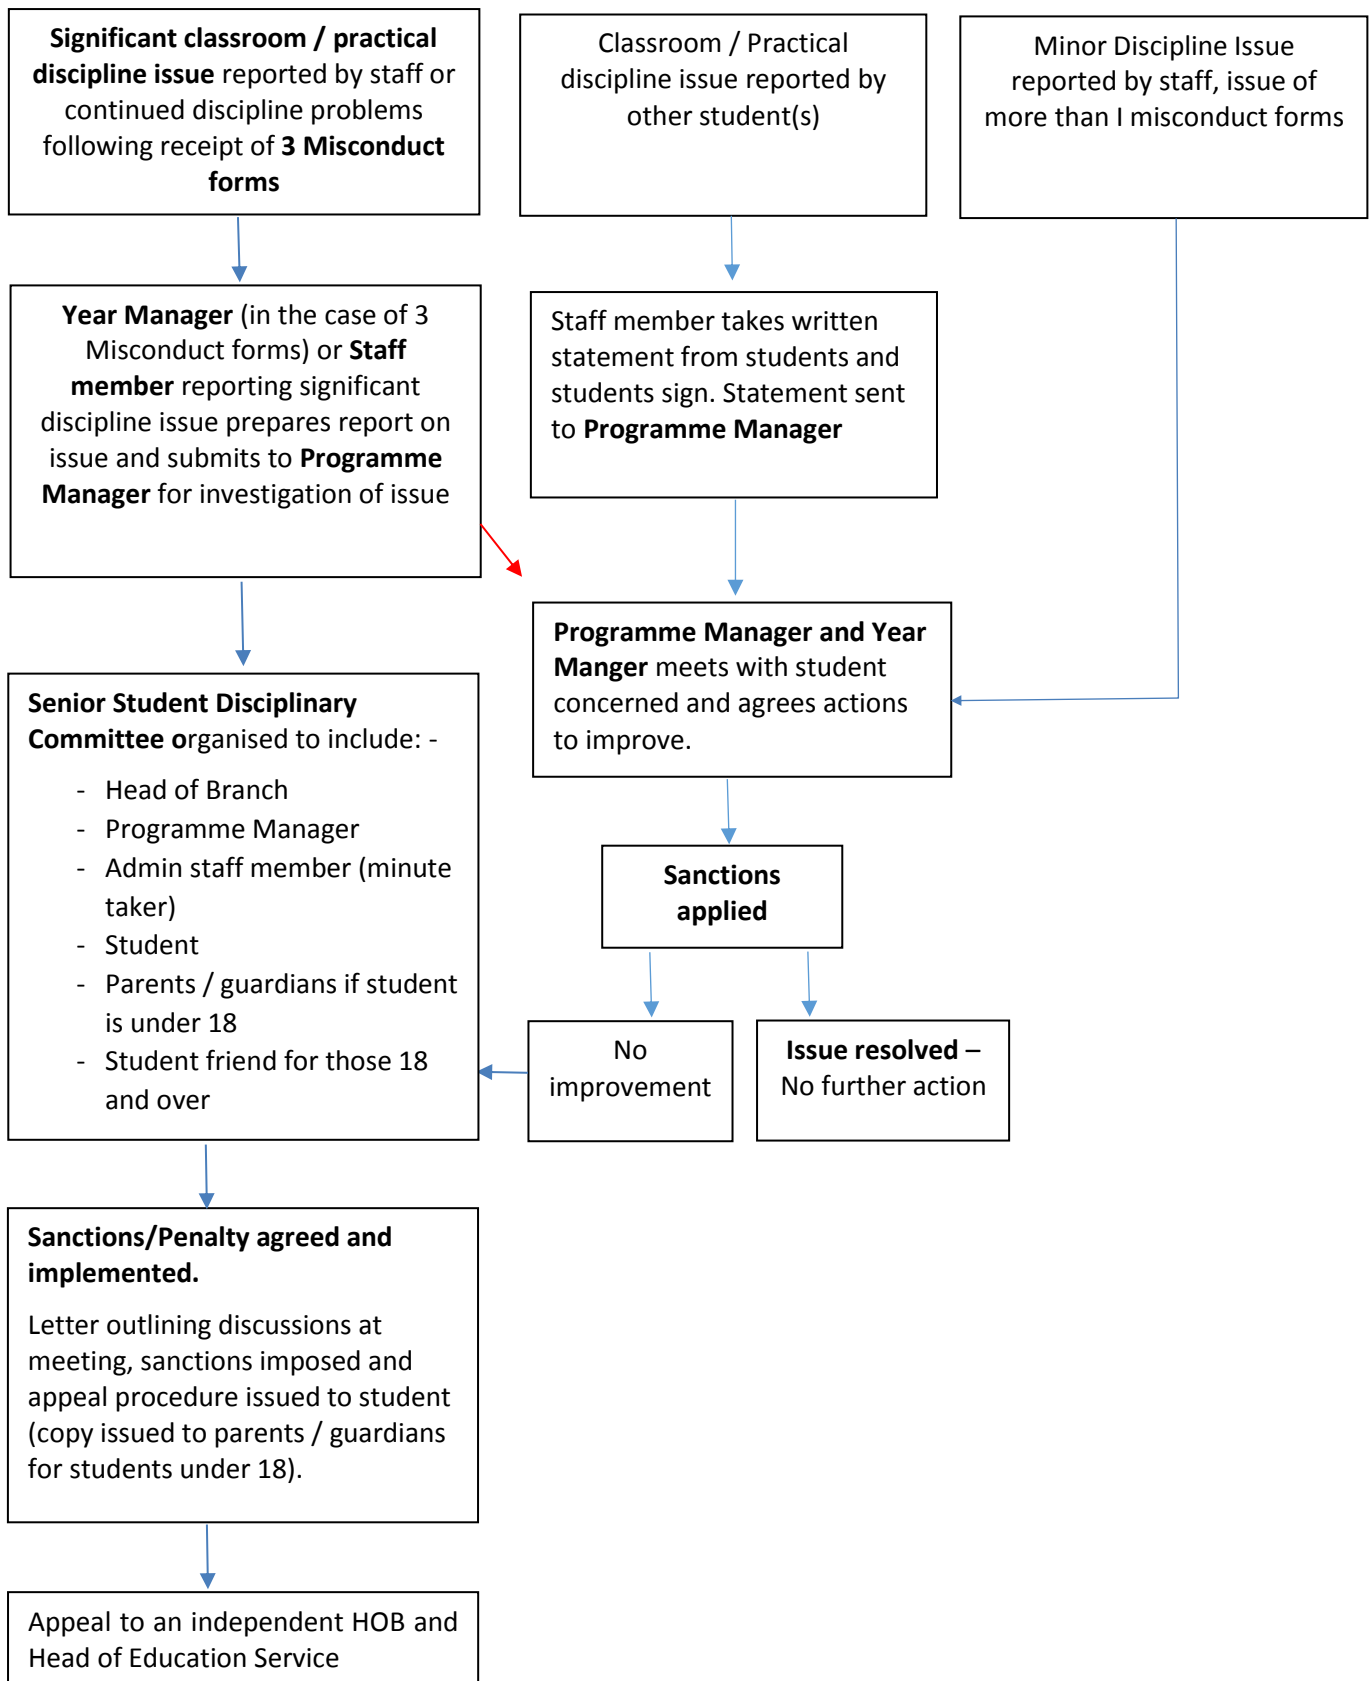 Significant classroom / practical
discipline issue reported by staff or
continued discipline problems
following receipt of 3 Misconduct
forms
Classroom / Practical
discipline issue reported by
other student(s)
Minor Discipline Issue
reported by staff, issue of
more than I misconduct forms
Year Manager (in the case of 3
Misconduct forms) or Staff
member reporting significant
discipline issue prepares report on
issue and submits to Programme
Manager for investigation of issue
Staff member takes written
statement from students and
students sign. Statement sent
to Programme Manager
Programme Manager and Year
Manger meets with student
concerned and agrees actions
to improve.
Senior Student Disciplinary
Committee organised to include: -
- Head of Branch
- Programme Manager
- Admin staff member (minute
taker)
- Student
- Parents / guardians if student
is under 18
- Student friend for those 18
and over
Sanctions
applied
No
improvement
Issue resolved –
No further action
Sanctions/Penalty agreed and
implemented.
Letter outlining discussions at
meeting, sanctions imposed and
appeal procedure issued to student
(copy issued to parents / guardians
for students under 18).
Appeal to an independent HOB and
Head of Education Service